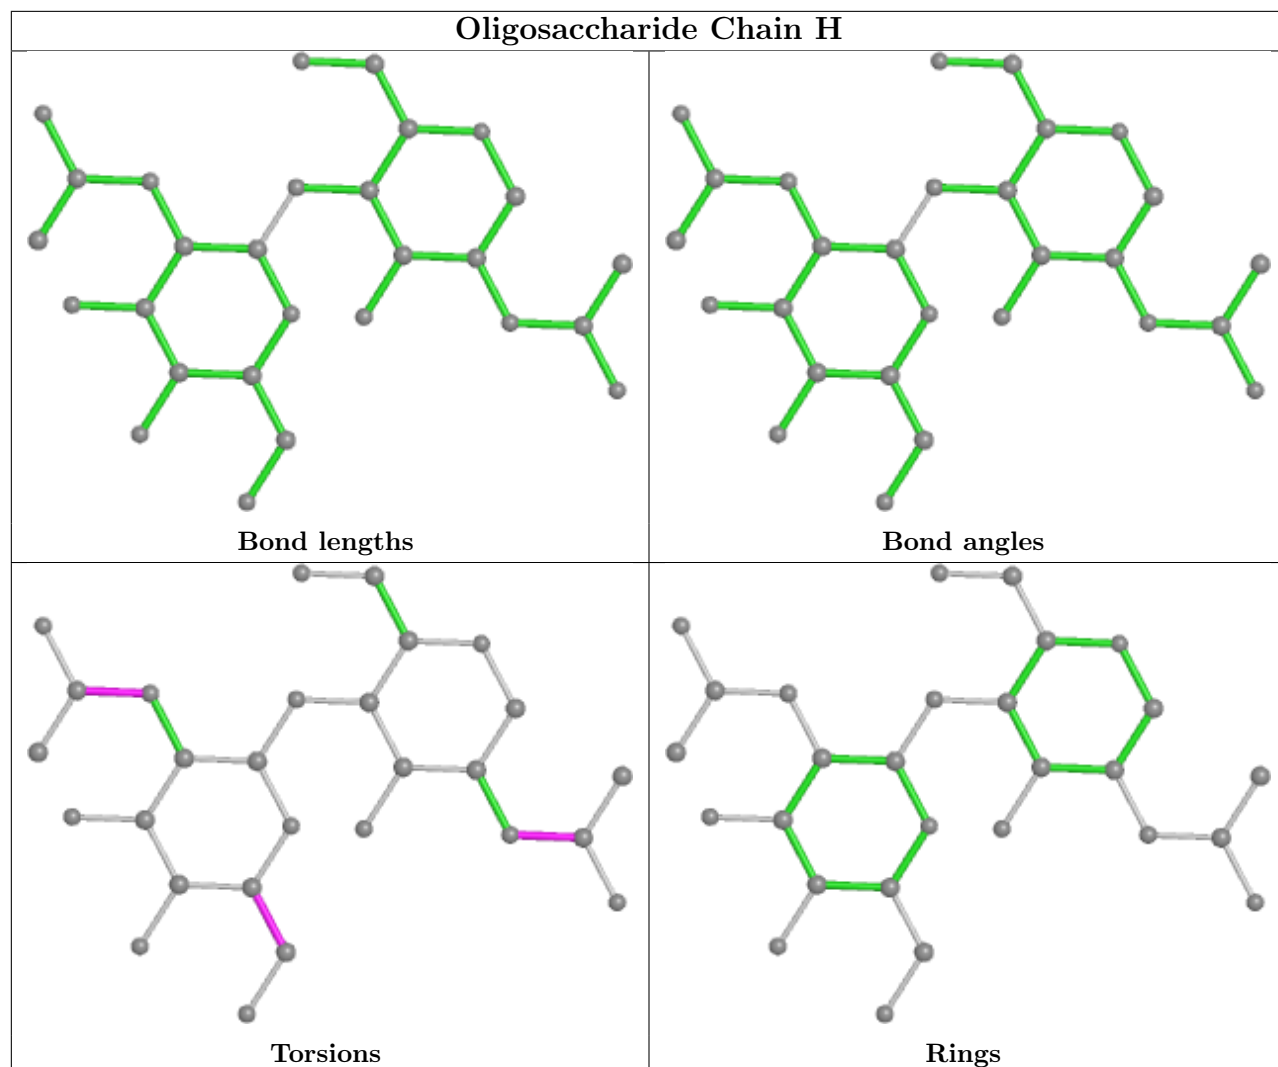 Oligosaccharide Chain H
Bond lengths
Bond angles
Torsions
Rings